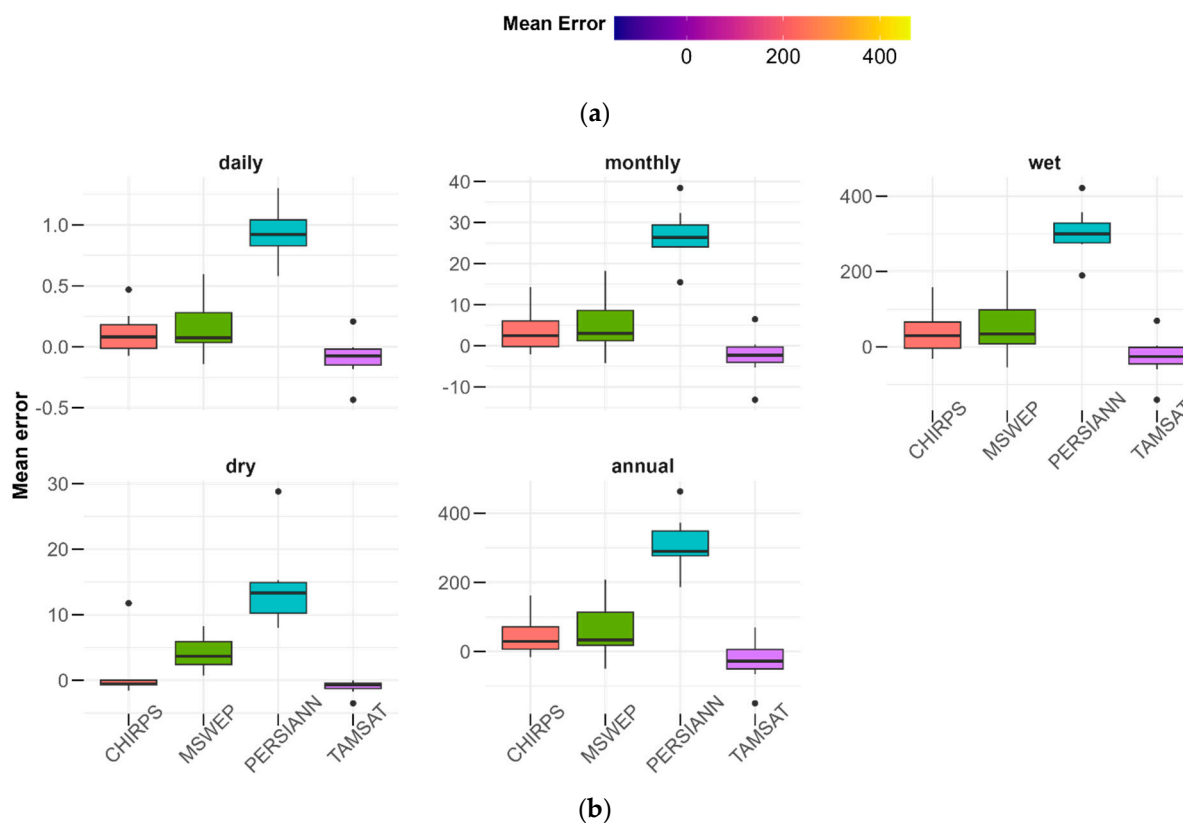 Mean Error
0 200 400
(a)
daily monthly wet
1.0
0.5
0.0
-0.5
40
30
20
10
0
-10
400
200
0
CHIRPS MSWEP PERSIANN TAMSAT
Mean error
dry annual
30
20
10
0
400
200
0
CHIRPS MSWEP PERSIANN TAMSAT
CHIRPS MSWEP PERSIANN TAMSAT
(b)